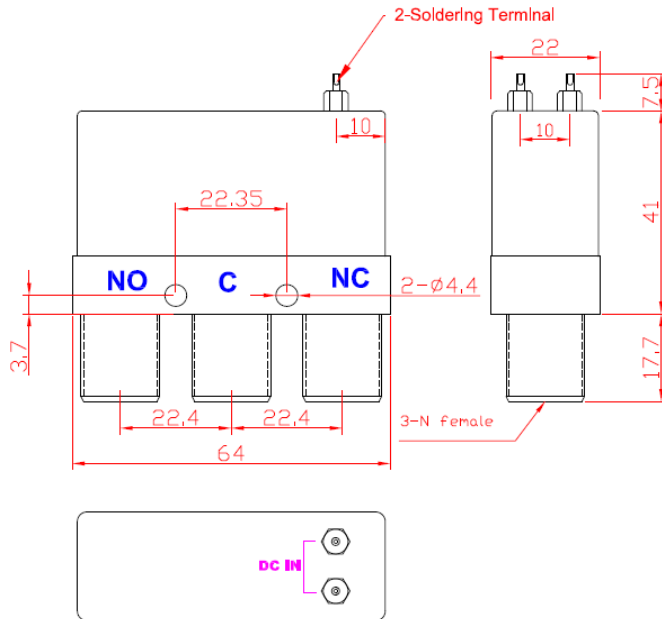 2-Soldering Terminal
22
7.5
10
10
22.35
41
NO
C
NC
2-Ø4.4
3.7
17.7
22.4
22.4
3-N female
64
DC IN